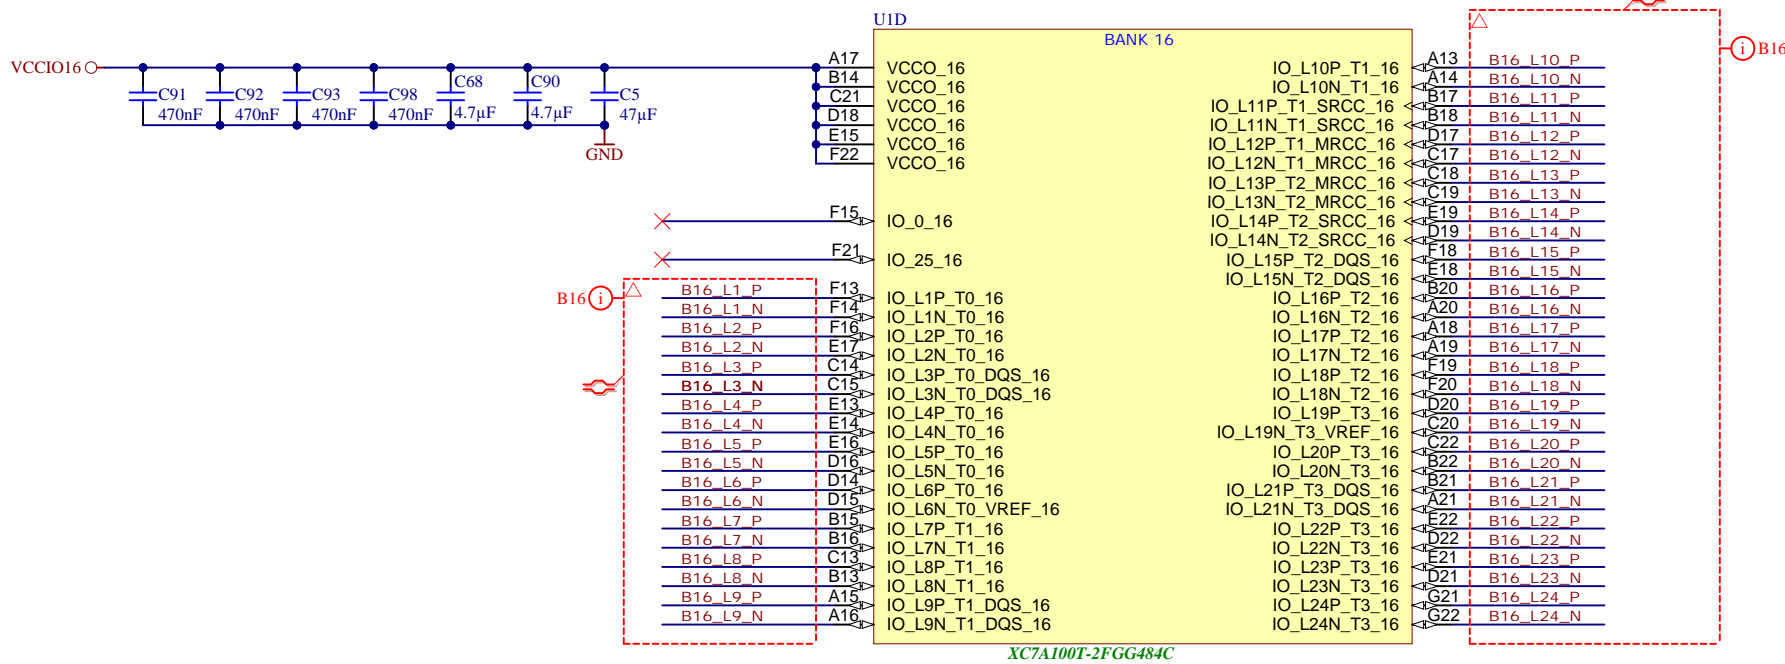 U1D
BANK 16
VCCIO16
C91
470nF
C92
470nF
C93
470nF
C98
470nF
C68
4.7µF
C90
4.7µF
C5
47µF
GND
A17 VCCO_16
B14 VCCO_16
C21 VCCO_16
D18 VCCO_16
E15 VCCO_16
F22 VCCO_16
F15 IO_0_16
F21 IO_25_16
B16 i
B16_L1_P F13 IO_L1P_T0_16
B16_L1_N F14 IO_L1N_T0_16
B16_L2_P F16 IO_L2P_T0_16
B16_L2_N E17 IO_L2N_T0_16
B16_L3_P C14 IO_L3P_T0_DQS_16
B16_L3_N C15 IO_L3N_T0_DQS_16
B16_L4_P E13 IO_L4P_T0_16
B16_L4_N E14 IO_L4N_T0_16
B16_L5_P E16 IO_L5P_T0_16
B16_L5_N D16 IO_L5N_T0_16
B16_L6_P D14 IO_L6P_T0_16
B16_L6_N D15 IO_L6N_T0_VREF_16
B16_L7_P B15 IO_L7P_T1_16
B16_L7_N B16 IO_L7N_T1_16
B16_L8_P C13 IO_L8P_T1_16
B16_L8_N B13 IO_L8N_T1_16
B16_L9_P A15 IO_L9P_T1_DQS_16
B16_L9_N A16 IO_L9N_T1_DQS_16
IO_L10P_T1_16 A13 B16_L10_P
IO_L10N_T1_16 A14 B16_L10_N
IO_L11P_T1_SRCC_16 B17 B16_L11_P
IO_L11N_T1_SRCC_16 B18 B16_L11_N
IO_L12P_T1_MRCC_16 D17 B16_L12_P
IO_L12N_T1_MRCC_16 C17 B16_L12_N
IO_L13P_T2_MRCC_16 C18 B16_L13_P
IO_L13N_T2_MRCC_16 C19 B16_L13_N
IO_L14P_T2_SRCC_16 E19 B16_L14_P
IO_L14N_T2_SRCC_16 D19 B16_L14_N
IO_L15P_T2_DQS_16 F18 B16_L15_P
IO_L15N_T2_DQS_16 E18 B16_L15_N
IO_L16P_T2_16 B20 B16_L16_P
IO_L16N_T2_16 A20 B16_L16_N
IO_L17P_T2_16 A18 B16_L17_P
IO_L17N_T2_16 A19 B16_L17_N
IO_L18P_T2_16 F19 B16_L18_P
IO_L18N_T2_16 F20 B16_L18_N
IO_L19P_T3_16 D20 B16_L19_P
IO_L19N_T3_VREF_16 C20 B16_L19_N
IO_L20P_T3_16 C22 B16_L20_P
IO_L20N_T3_16 B22 B16_L20_N
IO_L21P_T3_DQS_16 B21 B16_L21_P
IO_L21N_T3_DQS_16 A21 B16_L21_N
IO_L22P_T3_16 E22 B16_L22_P
IO_L22N_T3_16 D22 B16_L22_N
IO_L23P_T3_16 E21 B16_L23_P
IO_L23N_T3_16 D21 B16_L23_N
IO_L24P_T3_16 G21 B16_L24_P
IO_L24N_T3_16 G22 B16_L24_N
i B16
XC7A100T-2FGG484C